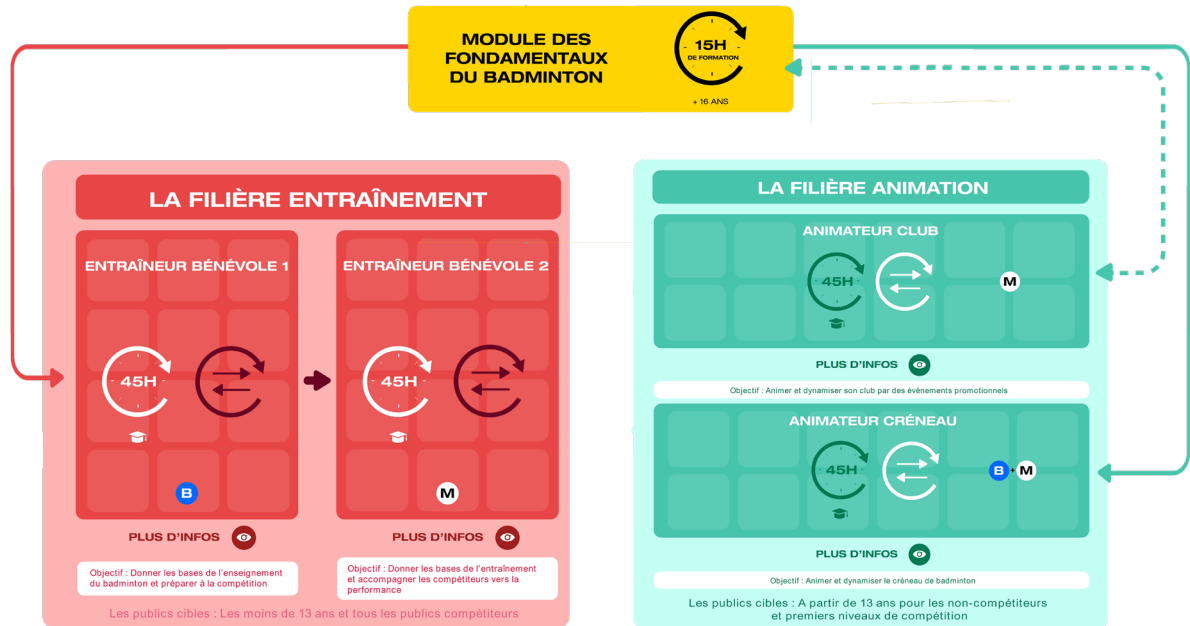 MODULE DES
FONDAMENTAUX
DU BADMINTON
15H
DE FORMATION
+ 16 ANS
LA FILIÈRE ENTRAÎNEMENT
ENTRAÎNEUR BÉNÉVOLE 1
45H
B
PLUS D'INFOS
Objectif : Donner les bases de l'enseignement
du badminton et préparer à la compétition
ENTRAÎNEUR BÉNÉVOLE 2
45H
M
PLUS D'INFOS
Objectif : Donner les bases de l'entraînement
et accompagner les compétiteurs vers la
performance
Les publics cibles : Les moins de 13 ans et tous les publics compétiteurs
LA FILIÈRE ANIMATION
ANIMATEUR CLUB
45H
M
PLUS D'INFOS
Objectif : Animer et dynamiser son club par des événements promotionnels
ANIMATEUR CRÉNEAU
45H
B + M
PLUS D'INFOS
Objectif : Animer et dynamiser le créneau de badminton
Les publics cibles : A partir de 13 ans pour les non-compétiteurs
et premiers niveaux de compétition